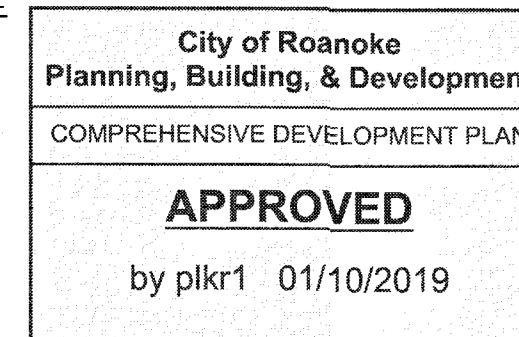 City of Roanoke
Planning, Building, & Developmen
COMPREHENSIVE DEVELOPMENT PLAN
APPROVED
by plkr1 01/10/2019